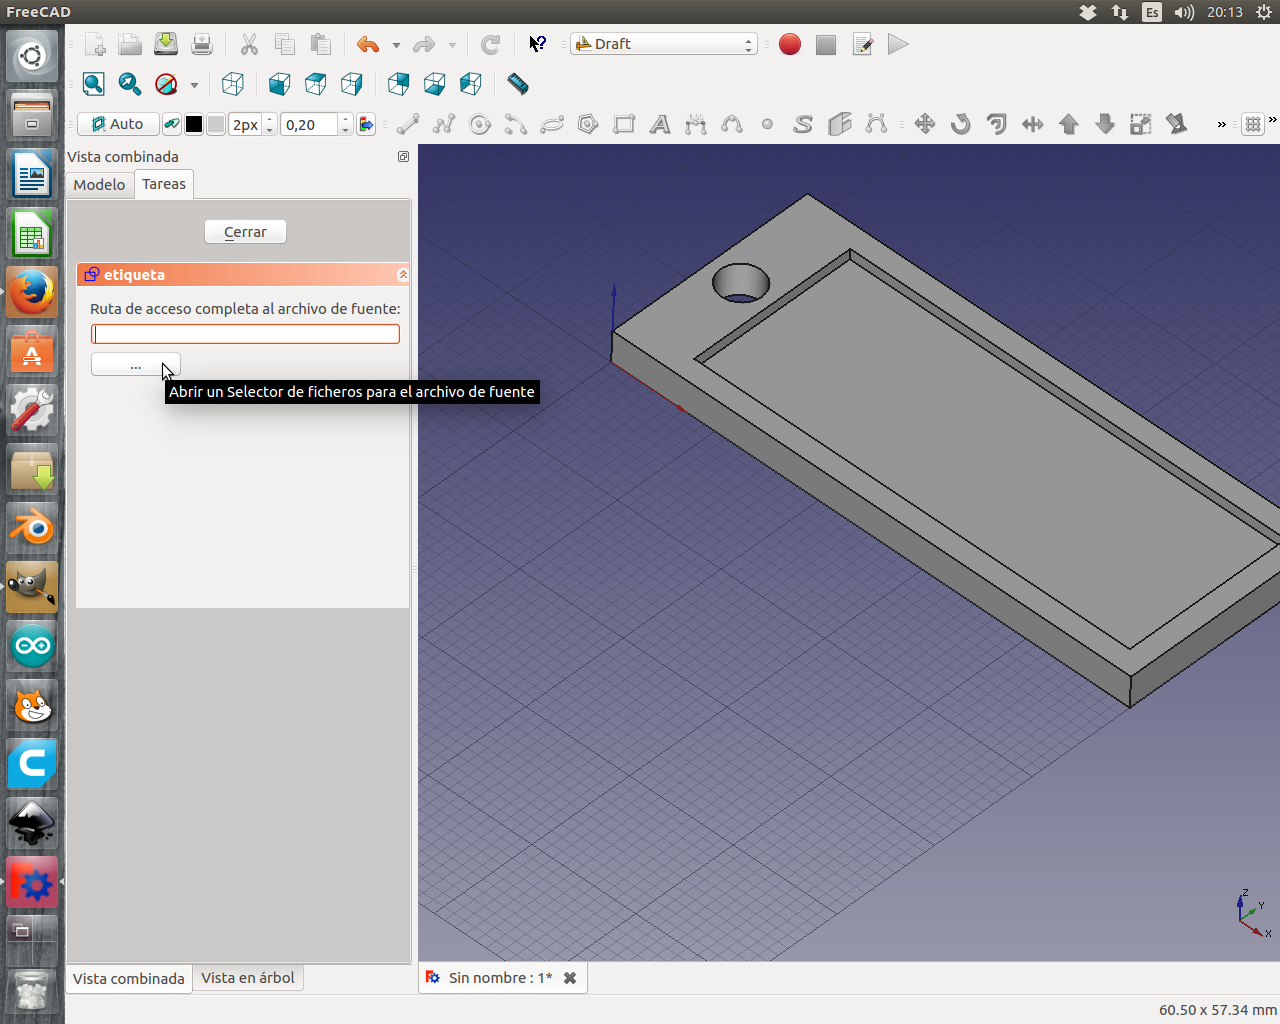 FreeCAD
Es
20:13
Draft
Auto
2px
0,20
A
S
»
»
Vista combinada
Modelo
Tareas
Cerrar
etiqueta
Ruta de acceso completa al archivo de fuente:
...
Abrir un Selector de ficheros para el archivo de fuente
Z
Y
X
Vista combinada
Vista en árbol
Sin nombre : 1*
60.50 x 57.34 mm